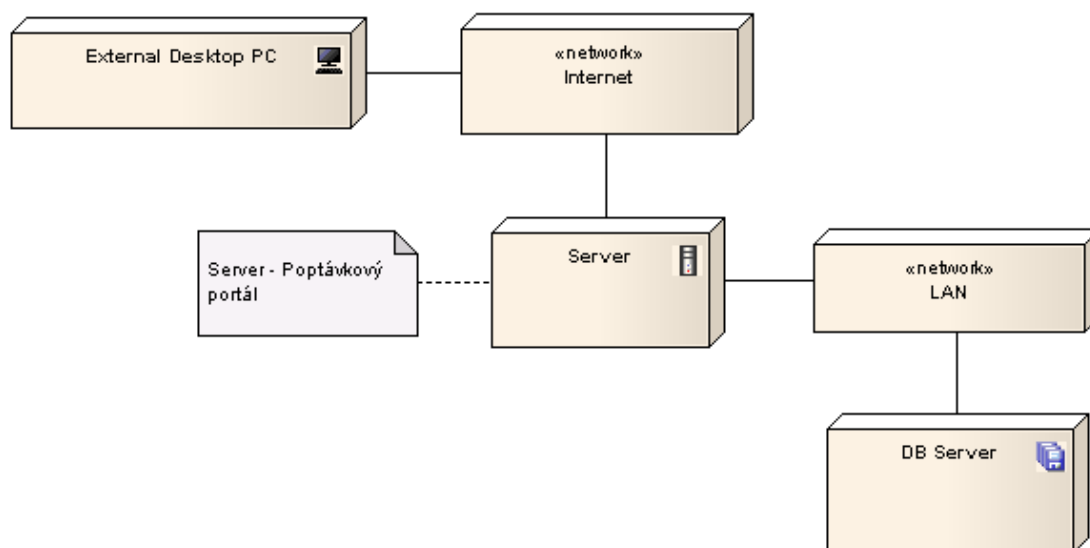 External Desktop PC
«network»
Internet
Server - Poptávkový
portál
Server
«network»
LAN
DB Server